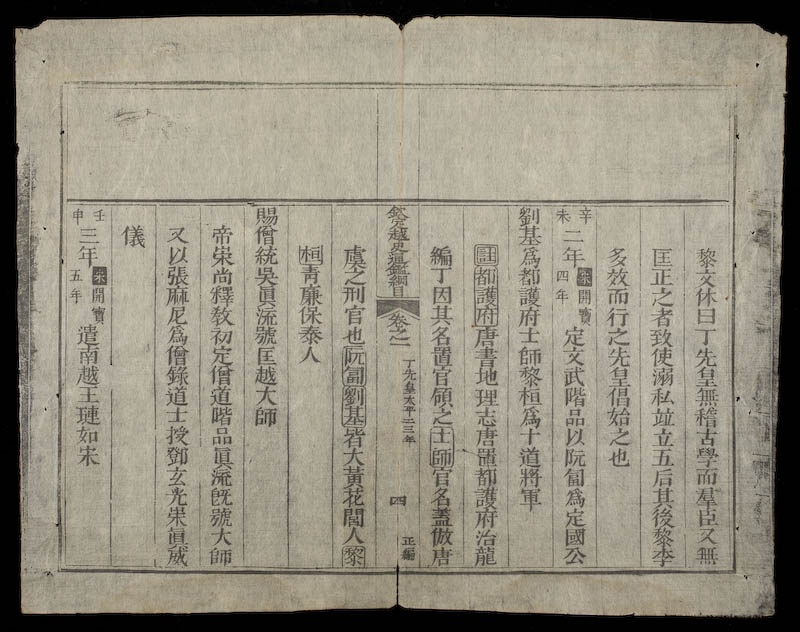 黎文休曰丁先皇無稽古學而羣臣又無
匡正之者致使溺私並立五后其後黎李
多效而行之先皇倡始之也
辛未二年宋開寶四年定文武階品以阮匐爲定國公
劉基爲都護府士師黎桓爲十道將軍
註都護府唐書地理志唐置都護府治龍
編丁因其名置官領之士師官名蓋倣唐
欽定越史通鑑綱目 卷之一 丁先皇太平二三年 四 正編
虞之刑官也阮匐劉基皆大黃花閭人黎
桓青廉保泰人
賜僧統吳眞流號匡越大師
帝崇尚釋教初定僧道階品眞流旣號大師
又以張麻尼爲僧錄道士授鄧玄光崇眞威
儀
壬申三年宋開寶五年遣南越王璉如宋